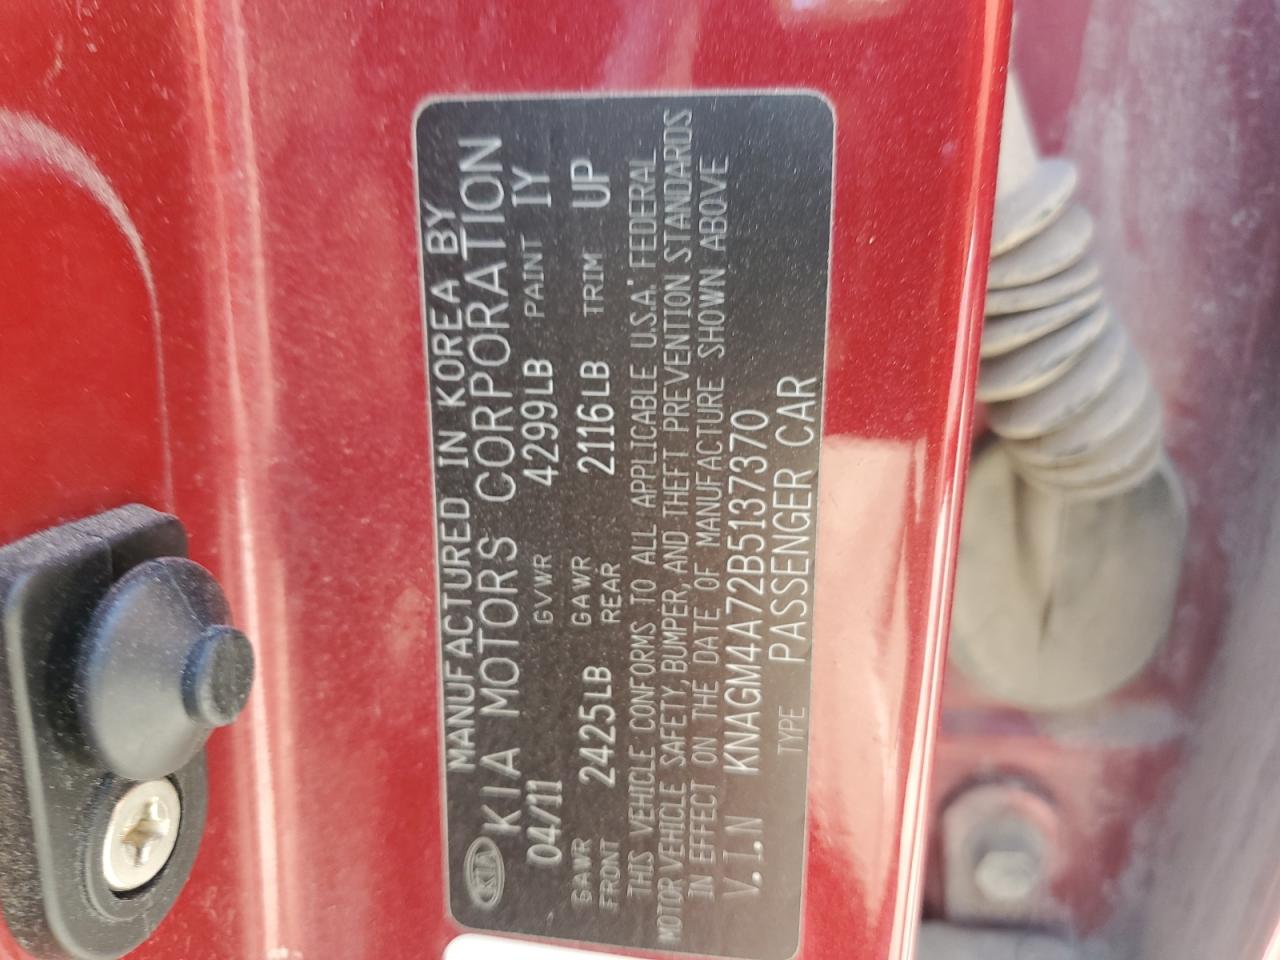 MANUFACTURED IN KOREA BY
KIA KIA MOTORS CORPORATION
04/11 GVWR 4299LB PAINT IY
GAWR FRONT 2425LB GAWR REAR 2116LB TRIM UP
THIS VEHICLE CONFORMS TO ALL APPLICABLE U.S.A. FEDERAL
MOTOR VEHICLE SAFETY, BUMPER, AND THEFT PREVENTION STANDARDS
IN EFFECT ON THE DATE OF MANUFACTURE SHOWN ABOVE
V.I.N KNAGM4A72B5137370
TYPE PASSENGER CAR